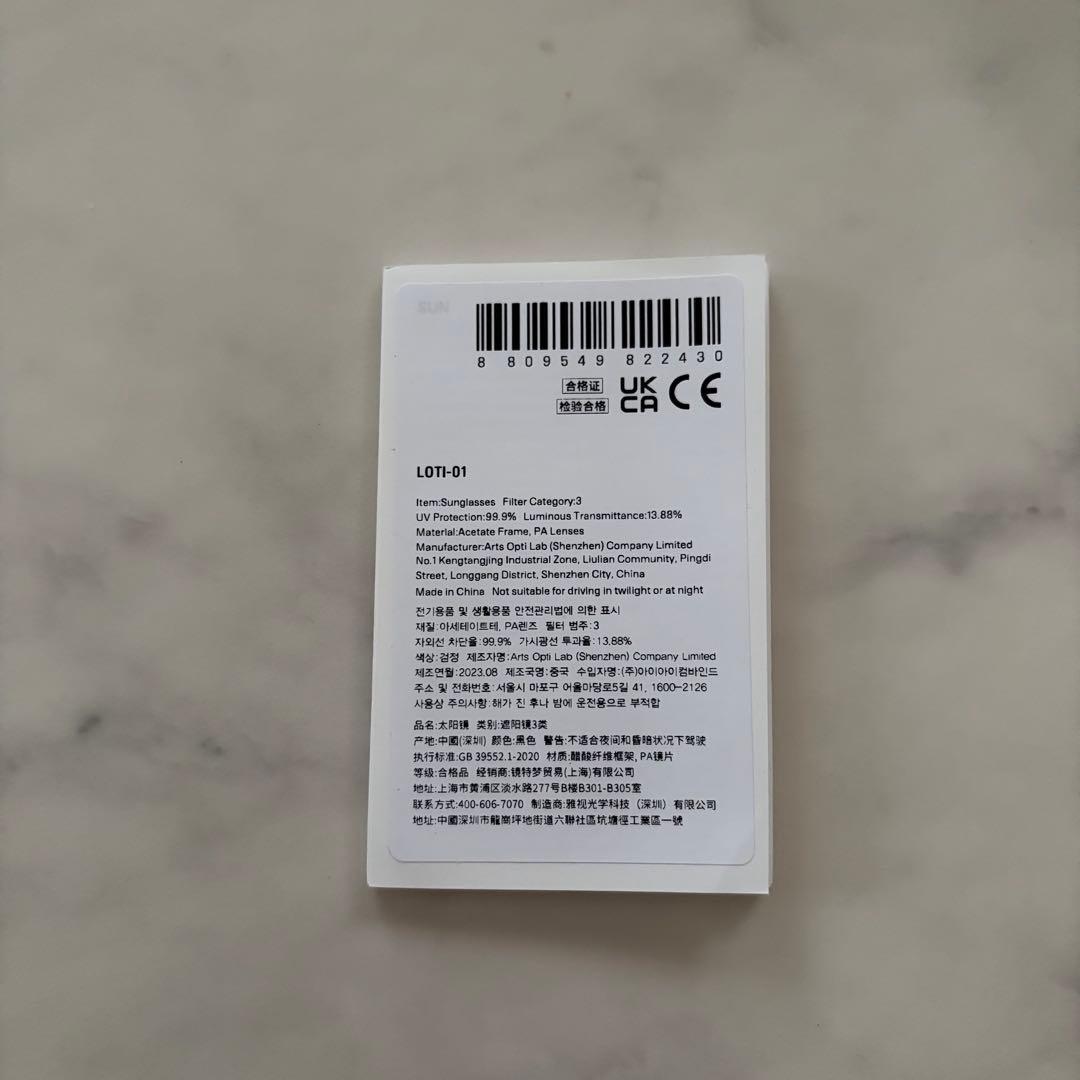 SUN
8 809549 822430
合格证
检验合格
UK
CA CE
LOTI-01
Item:Sunglasses Filter Category:3
UV Protection:99.9% Luminous Transmittance:13.88%
Material:Acetate Frame, PA Lenses
Manufacturer:Arts Opti Lab (Shenzhen) Company Limited
No.1 Kengtangjing Industrial Zone, Liulian Community, Pingdi
Street, Longgang District, Shenzhen City, China
Made in China Not suitable for driving in twilight or at night
전기용품 및 생활용품 안전관리법에 의한 표시
재질:아세테이트테, PA렌즈 필터 범주:3
자외선 차단율:99.9% 가시광선 투과율:13.88%
색상:검정 제조자명:Arts Opti Lab (Shenzhen) Company Limited
제조연월:2023.08 제조국명:중국 수입자명:(주)아이아이컴바인드
주소 및 전화번호:서울시 마포구 어울마당로5길 41, 1600-2126
사용상 주의사항:해가 진 후나 밤에 운전용으로 부적합
品名:太阳镜 类别:遮阳镜3类
产地:中國(深圳) 颜色:黑色 警告:不适合夜间和昏暗状况下驾驶
执行标准:GB 39552.1-2020 材质:醋酸纤维框架, PA镜片
等级:合格品 经销商:镜特梦贸易(上海)有限公司
地址:上海市黄浦区淡水路277号B楼B301-B305室
联系方式:400-606-7070 制造商:雅视光学科技（深圳）有限公司
地址:中國深圳市龍崗坪地街道六聯社區坑塘徑工業區一號